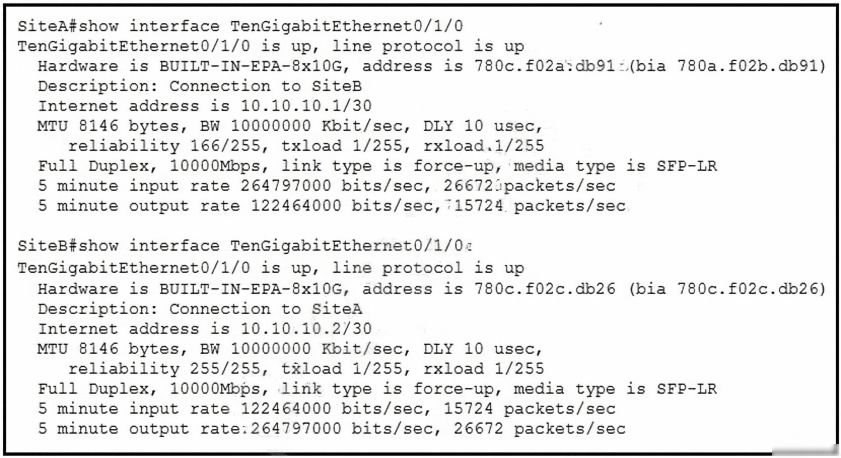 SiteA#show interface TenGigabitEthernet0/1/0
TenGigabitEthernet0/1/0 is up, line protocol is up
Hardware is BUILT-IN-EPA-8x10G, address is 780c.f02a.db91 (bia 780a.f02b.db91)
Description: Connection to SiteB
Internet address is 10.10.10.1/30
MTU 8146 bytes, BW 10000000 Kbit/sec, DLY 10 usec,
reliability 166/255, txload 1/255, rxload 1/255
Full Duplex, 10000Mbps, link type is force-up, media type is SFP-LR
5 minute input rate 264797000 bits/sec, 26672 packets/sec
5 minute output rate 122464000 bits/sec, 15724 packets/sec
SiteB#show interface TenGigabitEthernet0/1/0
TenGigabitEthernet0/1/0 is up, line protocol is up
Hardware is BUILT-IN-EPA-8x10G, address is 780c.f02c.db26 (bia 780c.f02c.db26)
Description: Connection to SiteA
Internet address is 10.10.10.2/30
MTU 8146 bytes, BW 10000000 Kbit/sec, DLY 10 usec,
reliability 255/255, txload 1/255, rxload 1/255
Full Duplex, 10000Mbps, link type is force-up, media type is SFP-LR
5 minute input rate 122464000 bits/sec, 15724 packets/sec
5 minute output rate 264797000 bits/sec, 26672 packets/sec